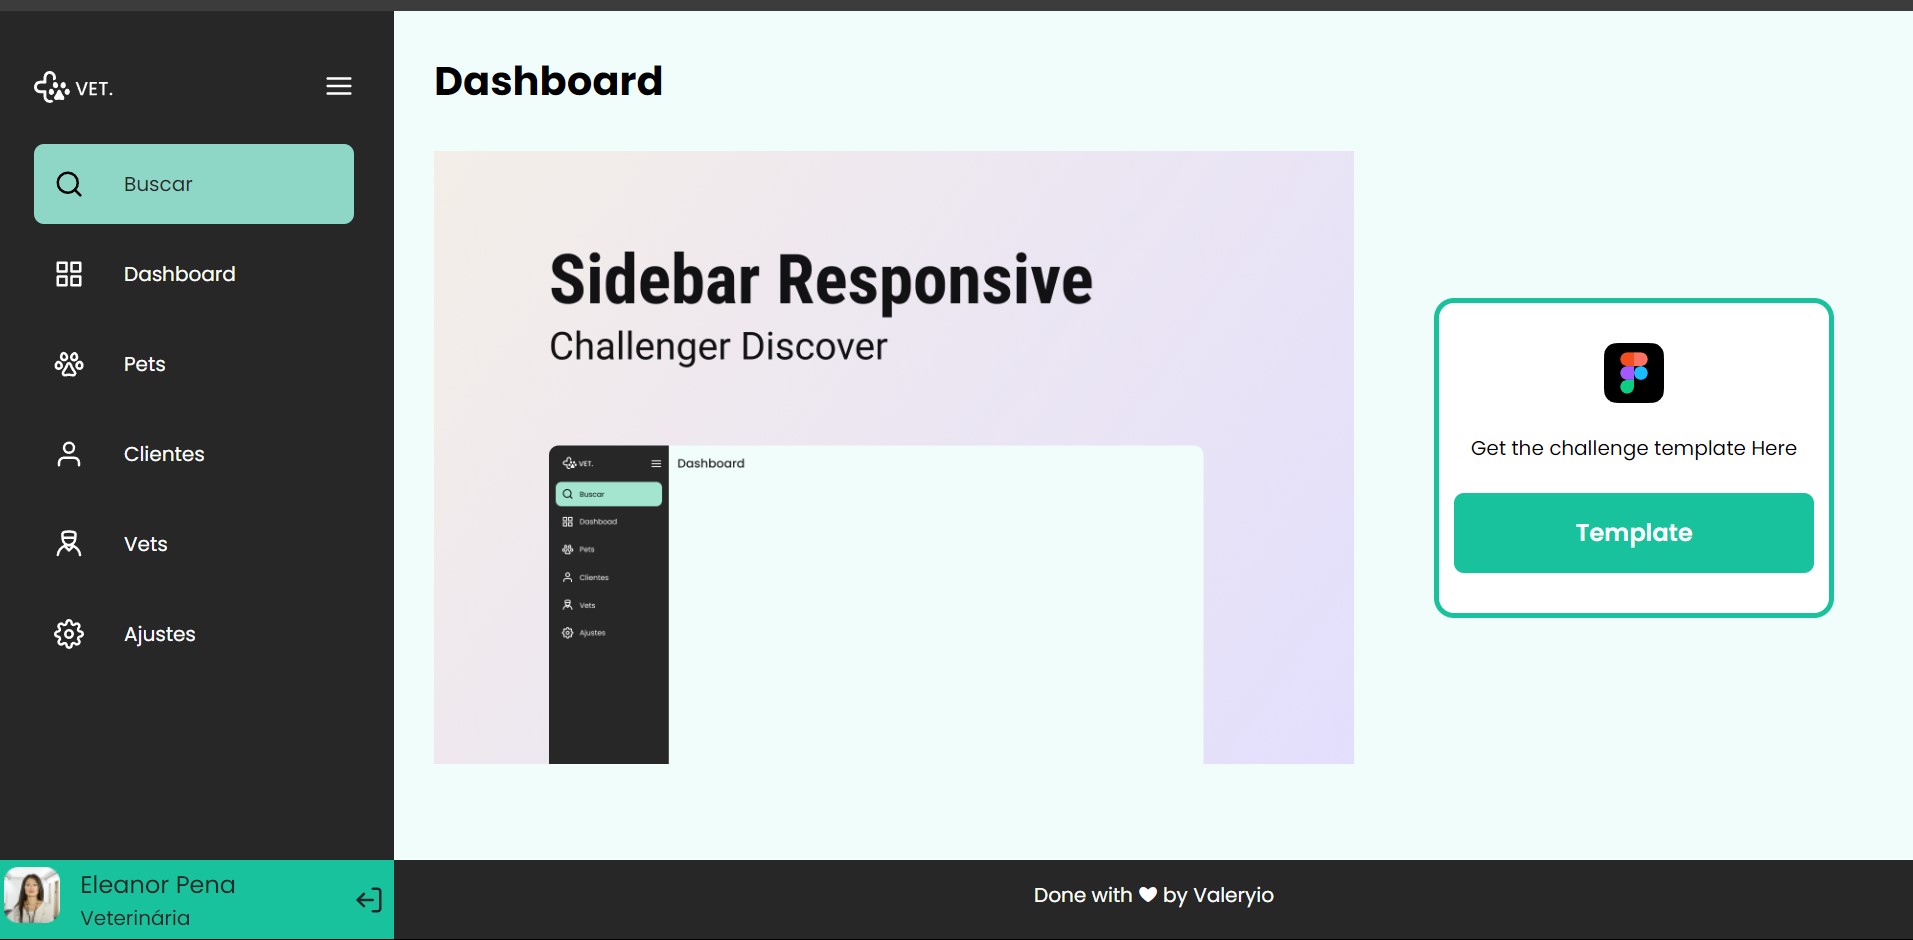 VET.
Buscar
Dashboard
Pets
Clientes
Vets
Ajustes
Eleanor Pena
Veterinária
Dashboard
Sidebar Responsive
Challenger Discover
VET.
Dashboard
Buscar
Dashboad
Pets
Clientes
Vets
Ajustes
Get the challenge template Here
Template
Done with ♥ by Valeryio